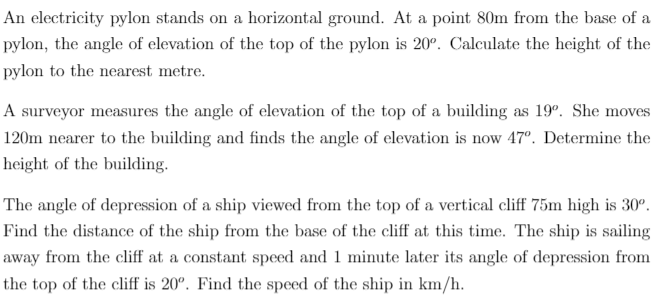 An electricity pylon stands on a horizontal ground. At a point 80m from the base of a
pylon, the angle of elevation of the top of the pylon is 20º. Calculate the height of the
pylon to the nearest metre.
A surveyor measures the angle of elevation of the top of a building as 19º. She moves
120m nearer to the building and finds the angle of elevation is now 47º. Determine the
height of the building.
The angle of depression of a ship viewed from the top of a vertical cliff 75m high is 30º.
Find the distance of the ship from the base of the cliff at this time. The ship is sailing
away from the cliff at a constant speed and 1 minute later its angle of depression from
the top of the cliff is 20º. Find the speed of the ship in km/h.